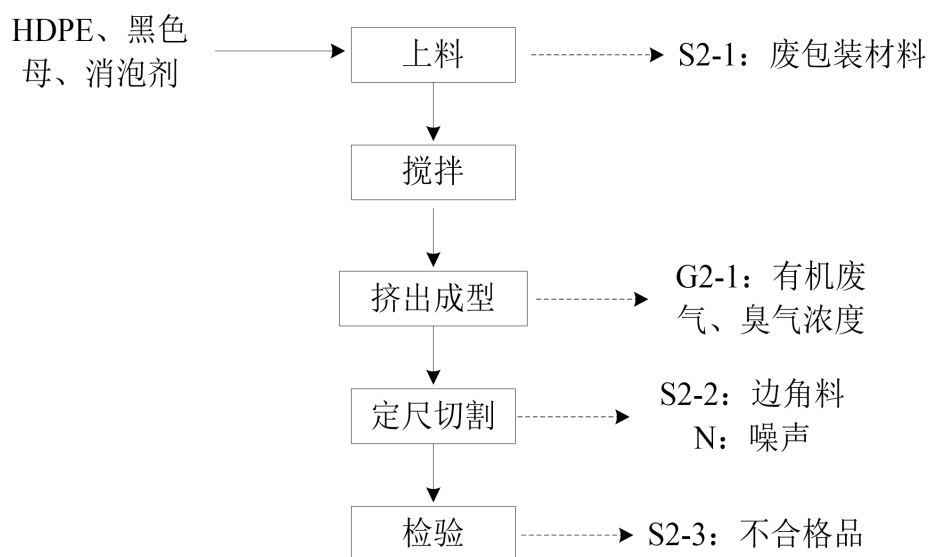 HDPE、黑色
母、消泡剂
上料
S2-1：废包装材料
搅拌
挤出成型
G2-1：有机废
气、臭气浓度
定尺切割
S2-2：边角料
N：噪声
检验
S2-3：不合格品